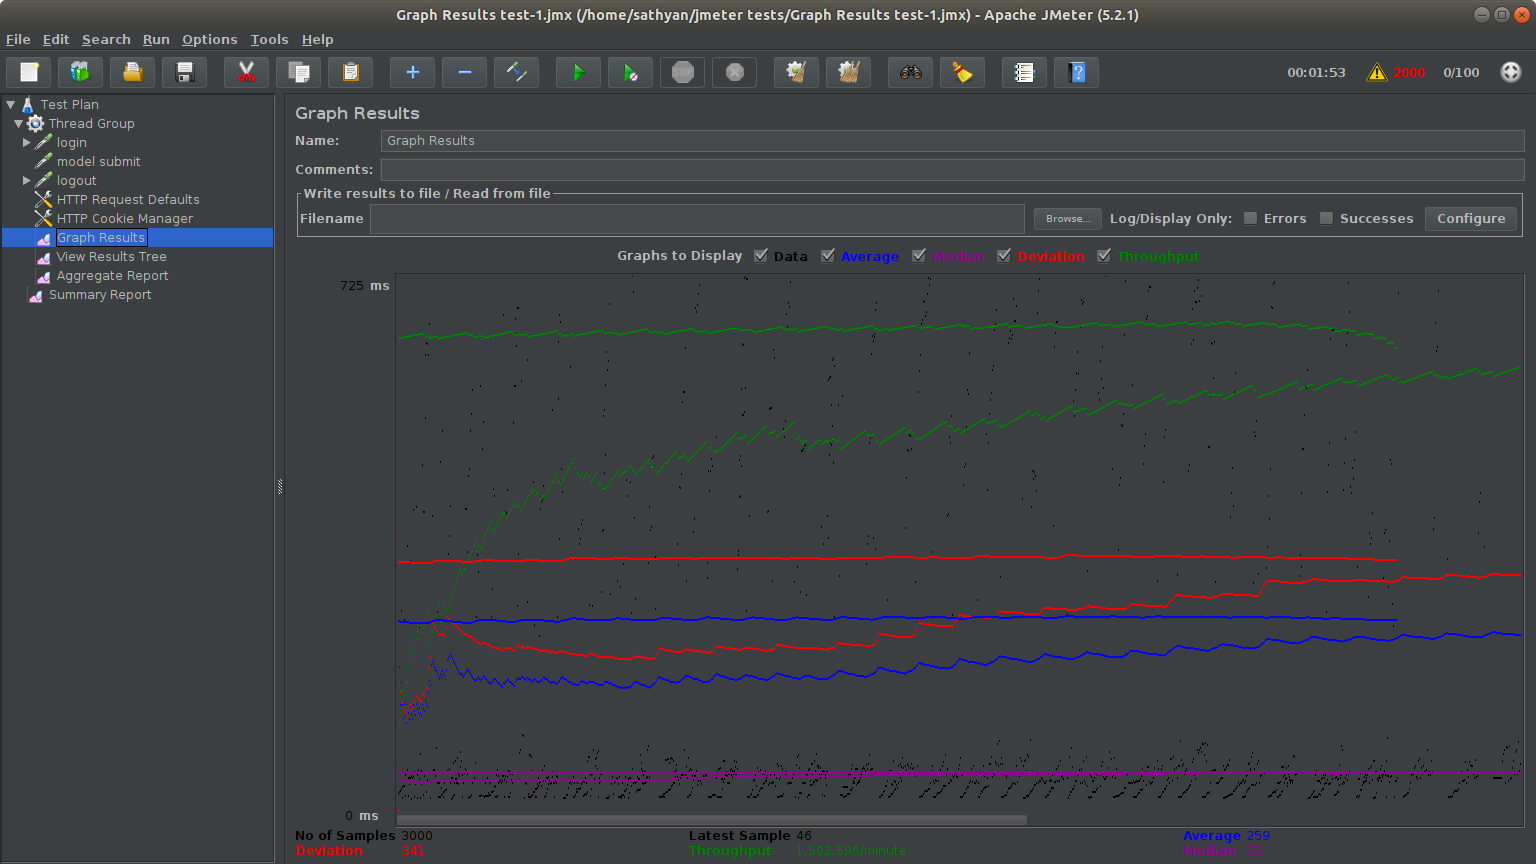 Graph Results test-1.jmx (/home/sathyan/jmeter tests/Graph Results test-1.jmx) - Apache JMeter (5.2.1)
File Edit Search Run Options Tools Help
STOP
00:01:53 2000 0/100
Test Plan
Thread Group
login
model submit
logout
HTTP Request Defaults
HTTP Cookie Manager
Graph Results
View Results Tree
Aggregate Report
Summary Report
Graph Results
Name: Graph Results
Comments:
Write results to file / Read from file
Filename Browse... Log/Display Only: Errors Successes Configure
Graphs to Display Data Average Median Deviation Throughput
725 ms
0 ms
No of Samples 3000 Latest Sample 46 Average 259
Deviation 341 Throughput 1,592.596/minute Median